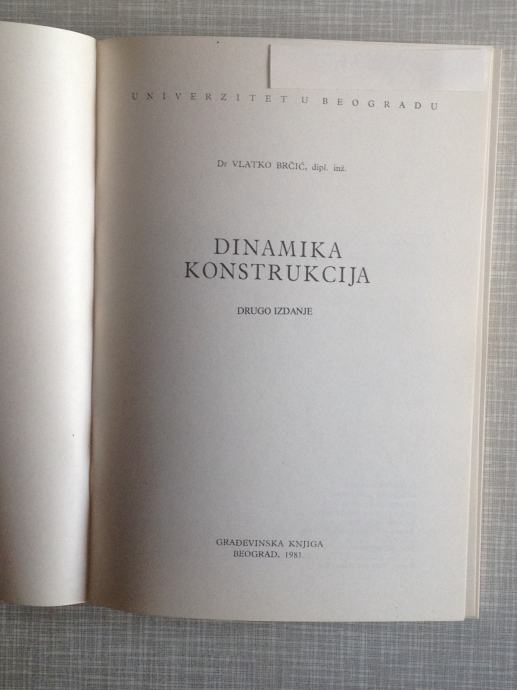 UNIVERZITET U BEOGRADU
Dr VLATKO BRČIĆ, dipl. inž.
DINAMIKA
KONSTRUKCIJA
DRUGO IZDANJE
GRAĐEVINSKA KNJIGA
BEOGRAD, 1981.